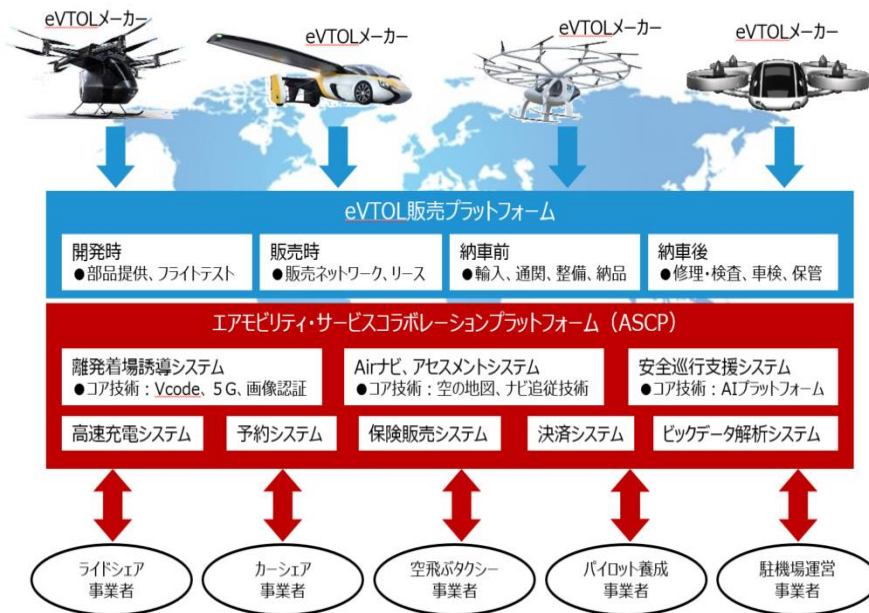 eVTOLメーカー
eVTOLメーカー
eVTOLメーカー
eVTOLメーカー
eVTOL販売プラットフォーム
開発時
●部品提供、フライトテスト
販売時
●販売ネットワーク、リース
納車前
●輸入、通関、整備、納品
納車後
●修理・検査、車検、保管
エアモビリティ・サービスコラボレーションプラットフォーム（ASCP）
離発着場誘導システム
●コア技術：Vcode、5G、画像認証
Airナビ、アセスメントシステム
●コア技術：空の地図、ナビ追従技術
安全巡行支援システム
●コア技術：AIプラットフォーム
高速充電システム
予約システム
保険販売システム
決済システム
ビックデータ解析システム
ライドシェア
事業者
カーシェア
事業者
空飛ぶタクシー
事業者
パイロット養成
事業者
駐機場運営
事業者